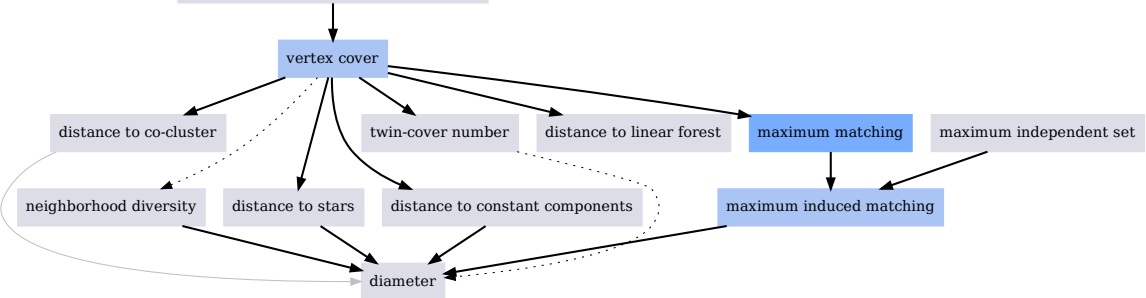 vertex cover
distance to co-cluster
twin-cover number
distance to linear forest
maximum matching
maximum independent set
neighborhood diversity
distance to stars
distance to constant components
maximum induced matching
diameter